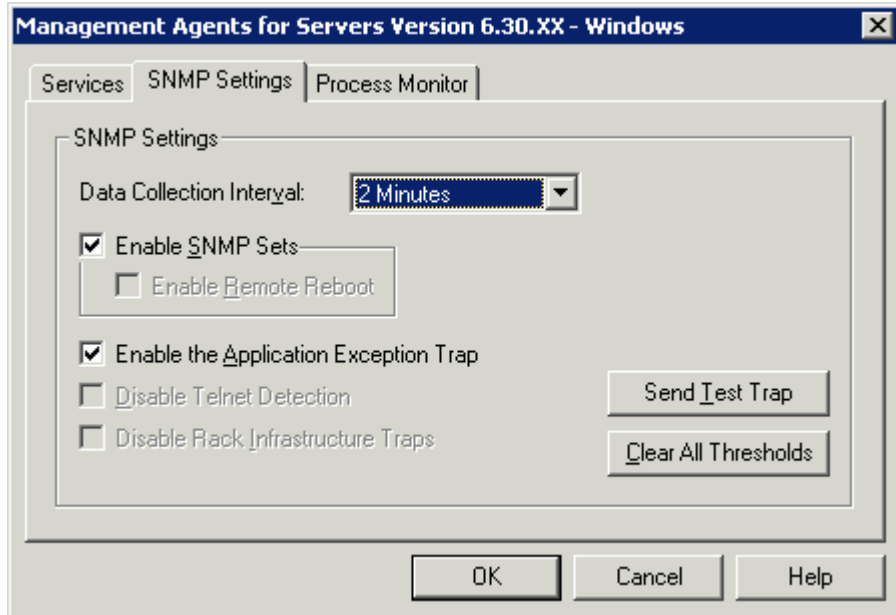 Management Agents for Servers Version 6.30.XX - Windows
Services SNMP Settings Process Monitor
SNMP Settings
Data Collection Interval: 2 Minutes
Enable SNMP Sets
Enable Remote Reboot
Enable the Application Exception Trap
Disable Telnet Detection
Send Test Trap
Disable Rack Infrastructure Traps
Clear All Thresholds
OK Cancel Help